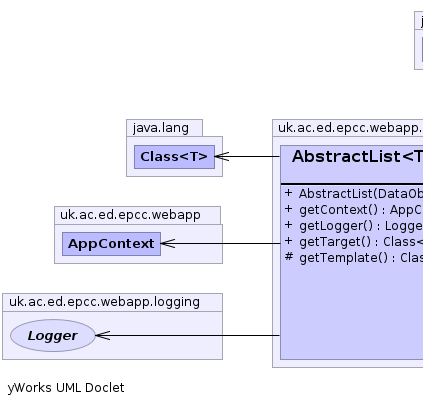 java.lang
Class<T>
uk.ac.ed.epcc.webapp.
AbstractList<T
+ AbstractList(DataOb
+ getContext() : AppC
+ getLogger() : Logge
+ getTarget() : Class<
# getTemplate() : Clas
uk.ac.ed.epcc.webapp
AppContext
uk.ac.ed.epcc.webapp.logging
Logger
yWorks UML Doclet